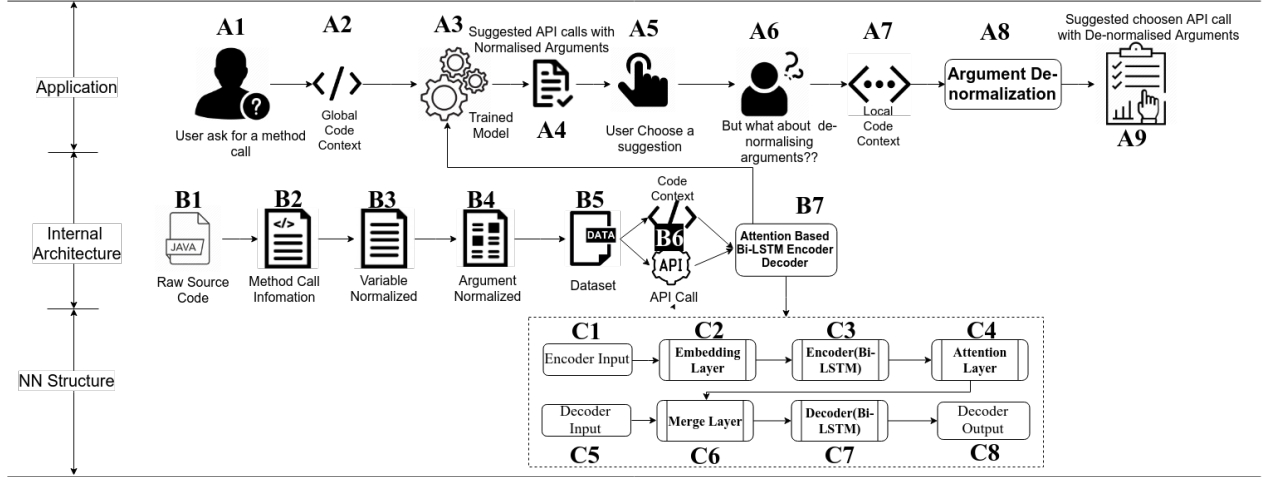 Application
A1
User ask for a method
call
A2
</>
Global
Code
Context
A3
Trained
Model
Suggested API calls with
Normalised Arguments
A4
A5
User Choose a
suggestion
A6
But what about de-
normalising
arguments??
A7
Local
Code
Context
A8
Argument De-
normalization
Suggested choosen API call
with De-normalised Arguments
A9
Internal
Architecture
B1
JAVA
Raw Source
Code
B2
</>
Method Call
Infomation
B3
Variable
Normalized
B4
Argument
Normalized
B5
DATA
Dataset
Code
Context
B6
API
API Call
B7
Attention Based
Bi-LSTM Encoder
Decoder
NN Structure
C1
Encoder Input
C2
Embedding
Layer
C3
Encoder(Bi-
LSTM)
C4
Attention
Layer
Decoder
Input
C5
Merge Layer
C6
Decoder(Bi-
LSTM)
C7
Decoder
Output
C8